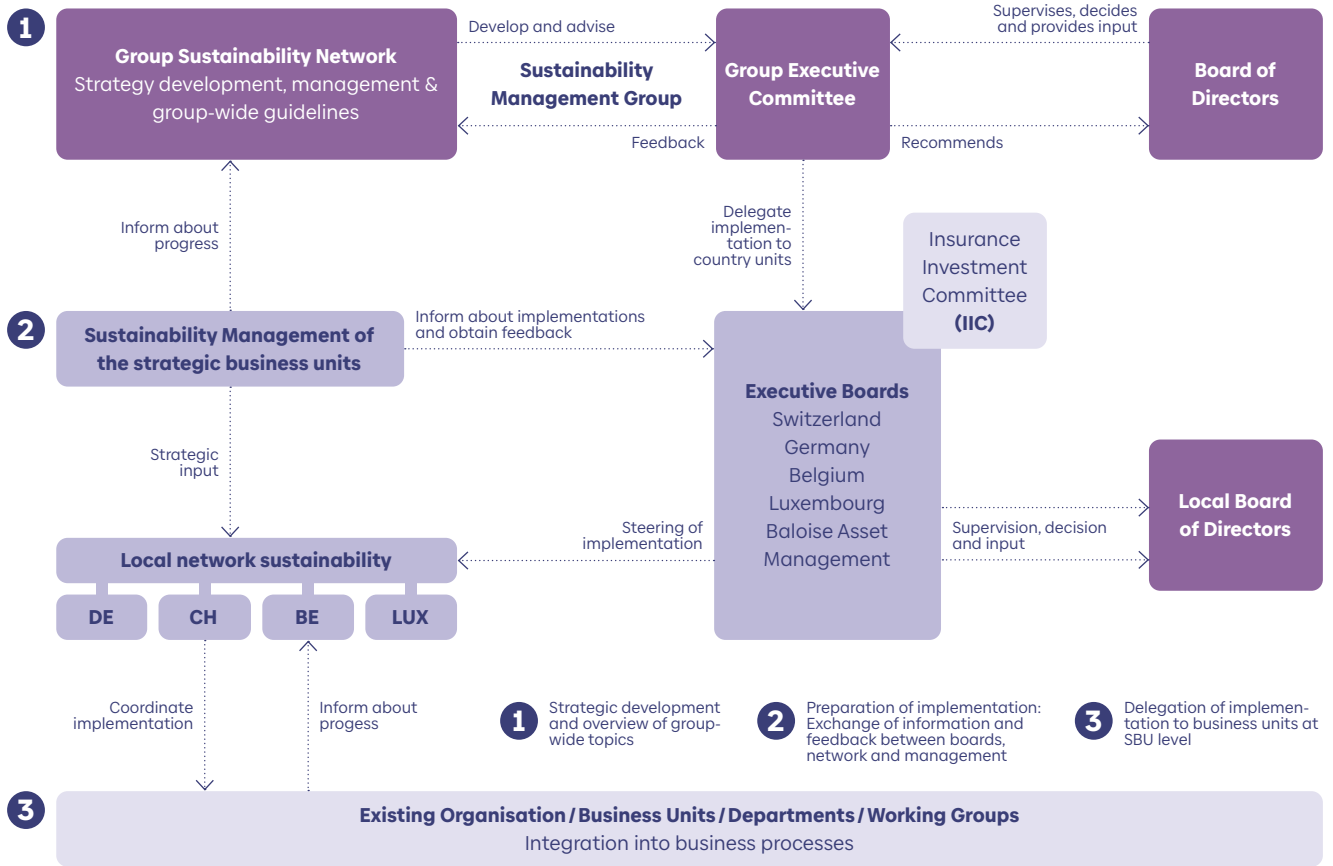 1
Group Sustainability Network
Strategy development, management &
group-wide guidelines
Develop and advise
Sustainability
Management Group
Feedback
Group Executive
Committee
Supervises, decides
and provides input
Recommends
Board of
Directors
Inform about
progress
Delegate
implemen-
tation to
country units
Insurance
Investment
Committee
(IIC)
2
Sustainability Management of
the strategic business units
Inform about implementations
and obtain feedback
Executive Boards
Switzerland
Germany
Belgium
Luxembourg
Baloise Asset
Management
Strategic
input
Steering of
implementation
Supervision, decision
and input
Local Board
of Directors
Local network sustainability
DE
CH
BE
LUX
Coordinate
implementation
Inform about
progess
1
Strategic development
and overview of group-
wide topics
2
Preparation of implementation:
Exchange of information and
feedback between boards,
network and management
3
Delegation of implemen-
tation to business units at
SBU level
3
Existing Organisation / Business Units / Departments / Working Groups
Integration into business processes